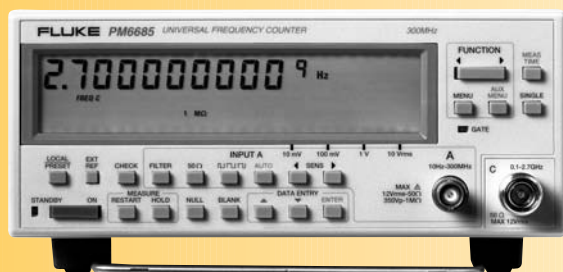 FLUKE PM6685 UNIVERSAL FREQUENCY COUNTER 300MHz
2.700000000 9 Hz
FREQ C
1 MΩ
FUNCTION
MEAS TIME
MENU
AUX MENU
SINGLE
GATE
INPUT A
10 mV 100 mV 1 V 10 Vrms
LOCAL PRESET
EXT REF
CHECK FILTER 50Ω AUTO SENS
A
10Hz-300MHz
MAX
12Vrms-50Ω
350Vp-1MΩ
C 0.1-2.7GHz
50 Ω
MAX 12Vrms
STANDBY ON
MEASURE
RESTART HOLD NULL BLANK
DATA ENTRY
ENTER